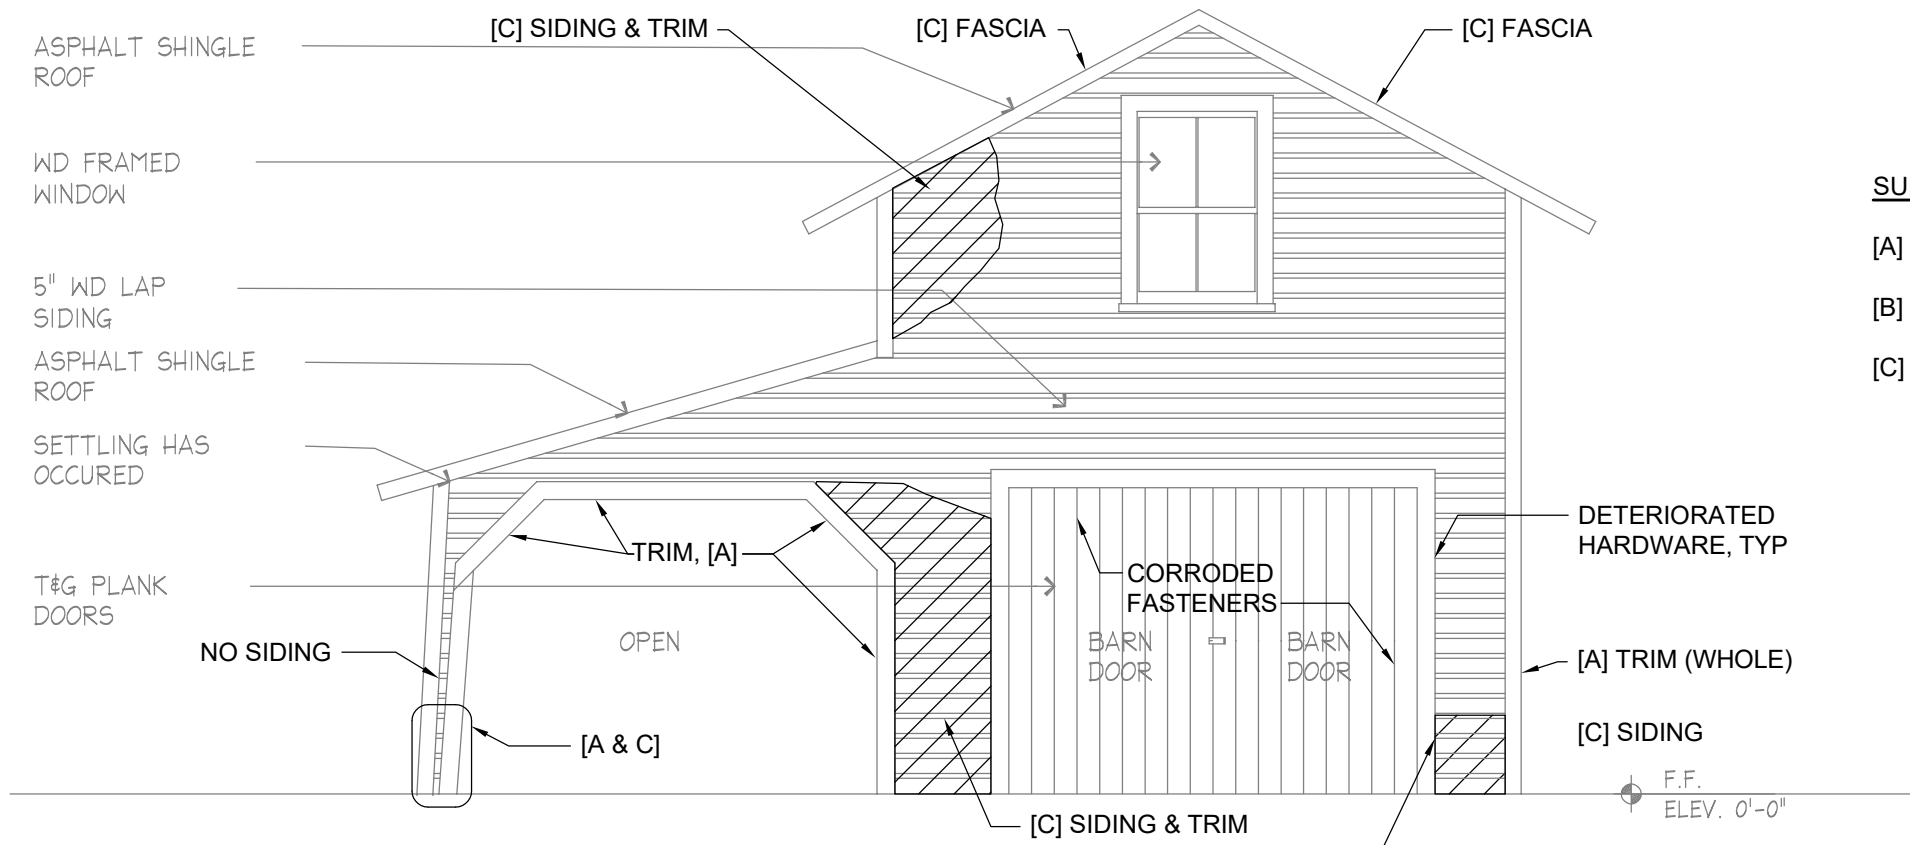 [C] SIDING & TRIM
[C] FASCIA
[C] FASCIA
ASPHALT SHINGLE
ROOF
WD FRAMED
WINDOW
SU
[A]
[B]
[C]
5" WD LAP
SIDING
ASPHALT SHINGLE
ROOF
SETTLING HAS
OCCURED
DETERIORATED
HARDWARE, TYP
TRIM, [A]
CORRODED
FASTENERS
T&G PLANK
DOORS
NO SIDING
OPEN
BARN
DOOR
BARN
DOOR
[A] TRIM (WHOLE)
[A & C]
[C] SIDING
F.F.
ELEV. 0'-0"
[C] SIDING & TRIM